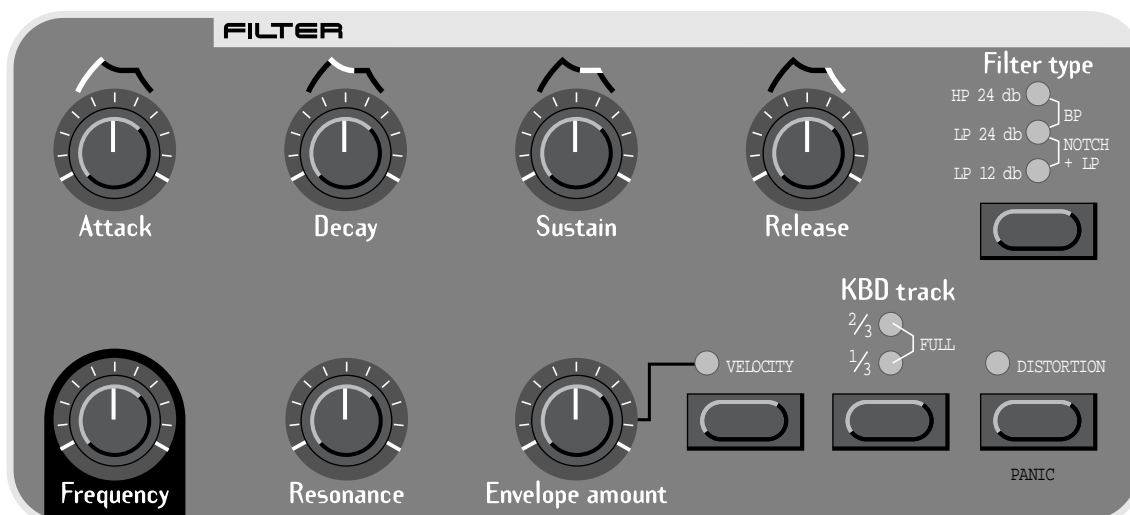 FILTER
Attack
Decay
Sustain
Release
Filter type
HP 24 db
BP
LP 24 db
NOTCH
+ LP
LP 12 db
KBD track
2/3
FULL
1/3
VELOCITY
DISTORTION
Frequency
Resonance
Envelope amount
PANIC